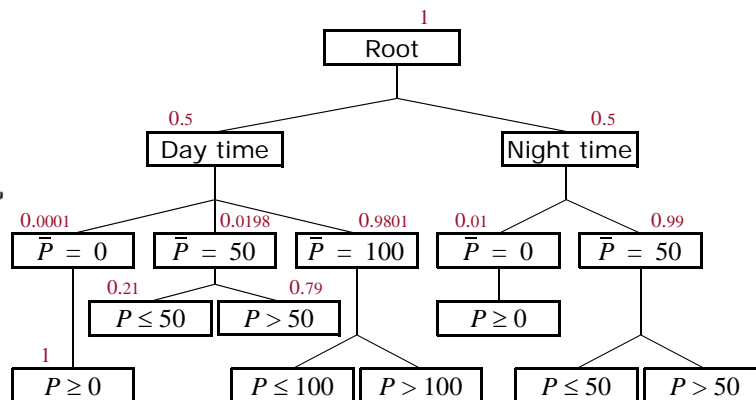 1
Root
0.5 0.5
Day time Night time
0.0001 0.0198 0.9801 0.01 0.99
P̄ = 0 P̄ = 50 P̄ = 100 P̄ = 0 P̄ = 50
0.21 0.79
P ≤ 50 P > 50 P ≥ 0
1
P ≥ 0 P ≤ 100 P > 100 P ≤ 50 P > 50